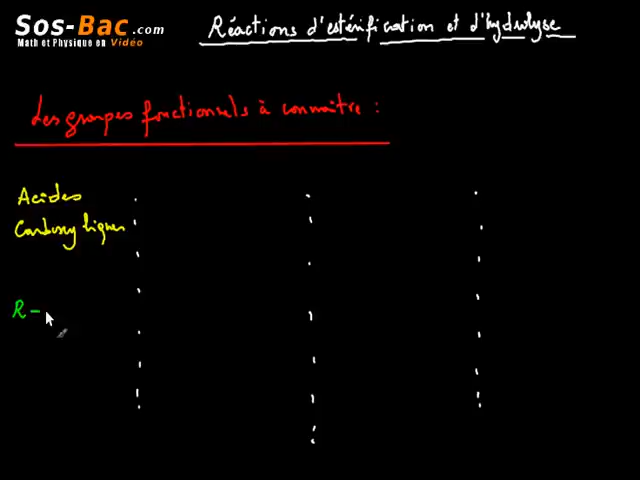 Sos-Bac.com
Math et Physique en Vidéo
Réactions d'estérification et d'hydrolyse
Les groupes fonctionnels à connaître :
Acides
Carboxyliques
R -